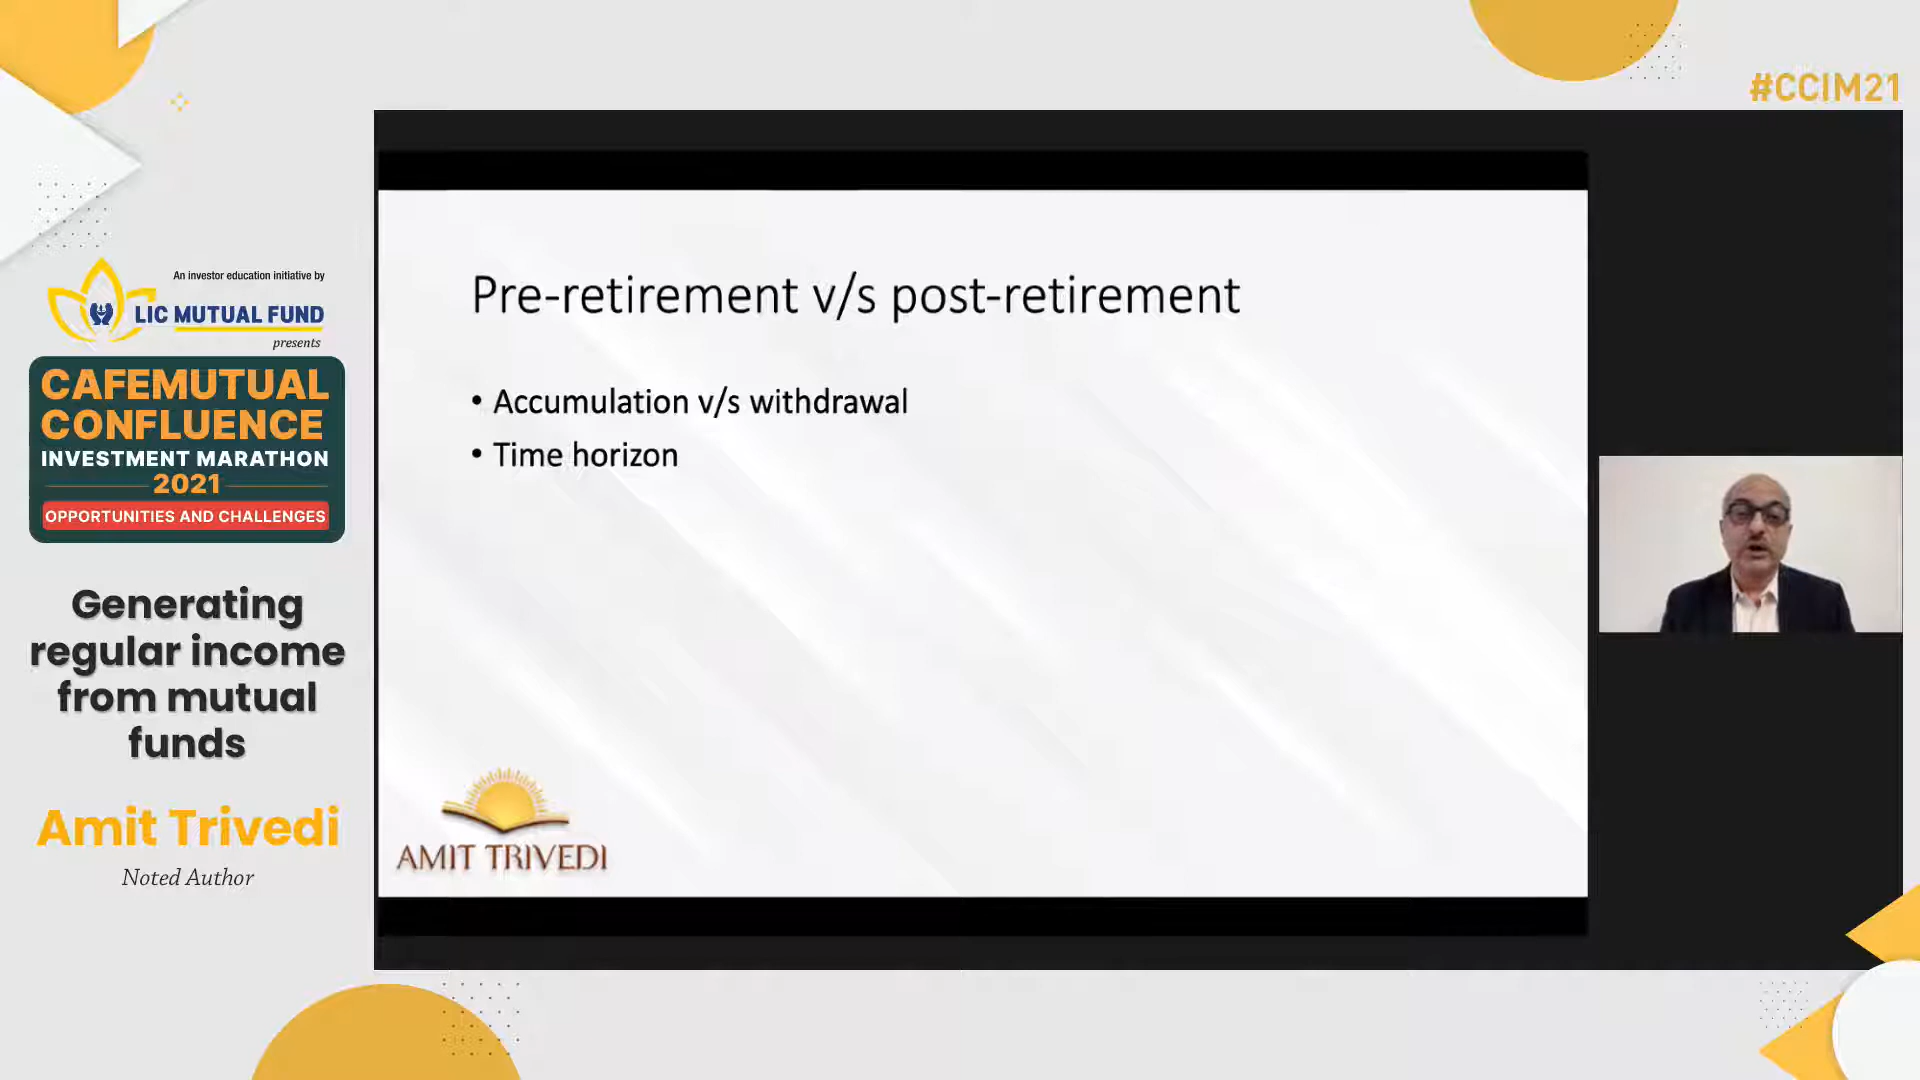 #CCIM21
An investor education initiative by
LIC MUTUAL FUND
presents
CAFEMUTUAL
CONFLUENCE
INVESTMENT MARATHON
2021
OPPORTUNITIES AND CHALLENGES
Generating
regular income
from mutual
funds
Amit Trivedi
Noted Author
Pre-retirement v/s post-retirement
• Accumulation v/s withdrawal
• Time horizon
AMIT TRIVEDI